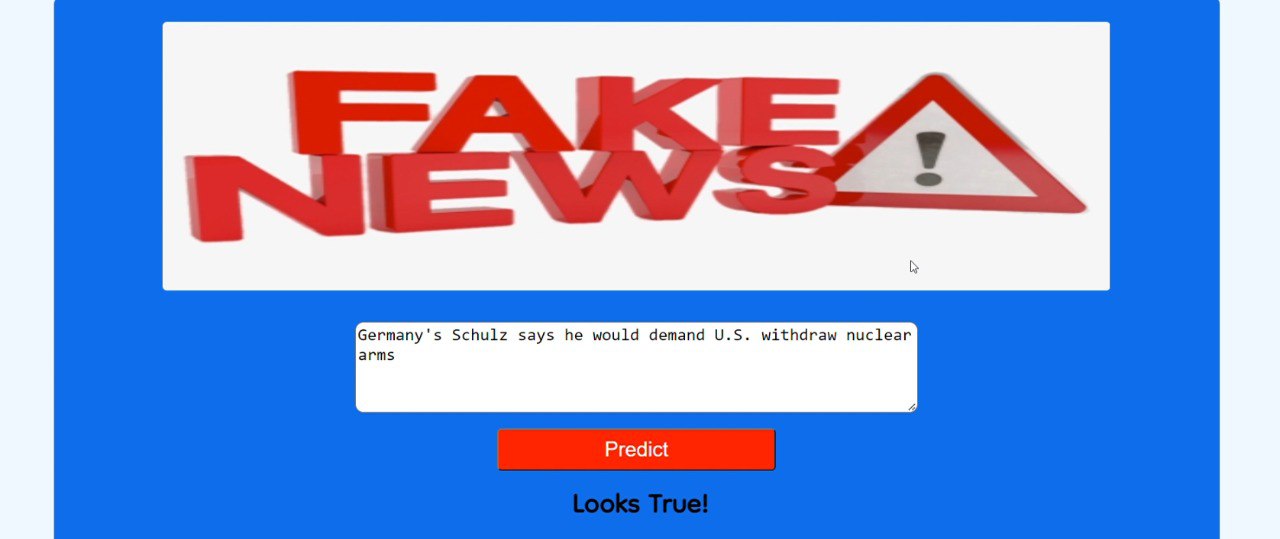 FAKE
NEWS
Germany's Schulz says he would demand U.S. withdraw nuclear
arms
Predict
Looks True!